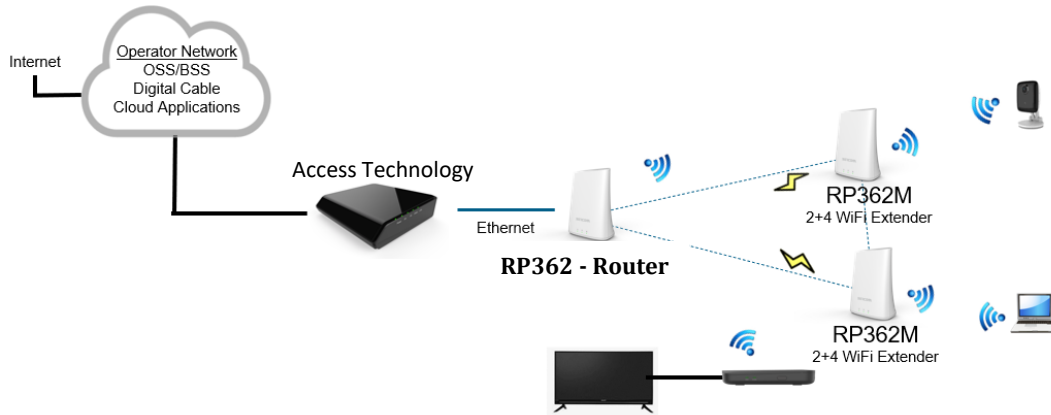 Internet
Operator Network
OSS/BSS
Digital Cable
Cloud Applications
Access Technology
Ethernet
RP362 - Router
RP362M
2+4 WiFi Extender
RP362M
2+4 WiFi Extender